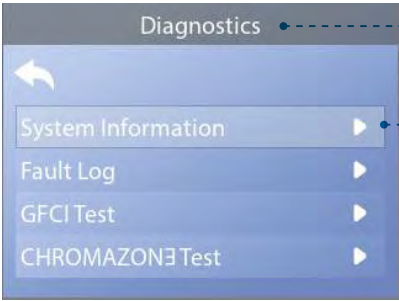 Diagnostics
System Information
Fault Log
GFCI Test
CHROMAZONƎ Test